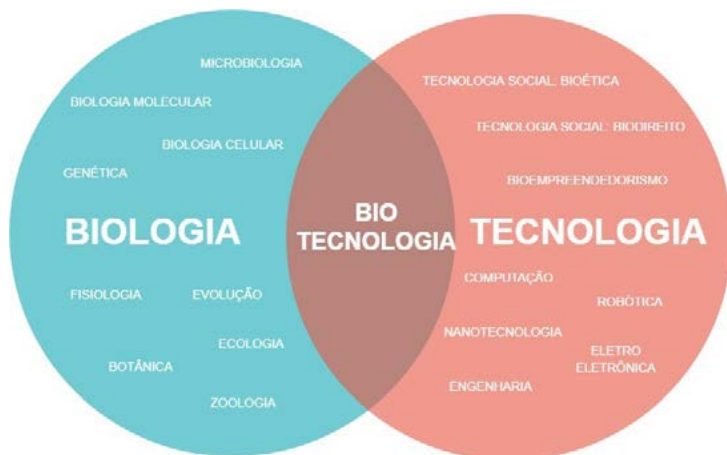 MICROBIOLOGIA
BIOLOGIA MOLECULAR
BIOLOGIA CELULAR
GENÉTICA
BIOLOGIA
FISIOLOGIA
EVOLUÇÃO
ECOLOGIA
BOTÂNICA
ZOOLOGIA
BIO
TECNOLOGIA
TECNOLOGIA SOCIAL: BIOÉTICA
TECNOLOGIA SOCIAL: BIODIREITO
BIOEMPREENDEDORISMO
TECNOLOGIA
COMPUTAÇÃO
ROBÓTICA
NANOTECNOLOGIA
ELETRO
ELETRÔNICA
ENGENHARIA